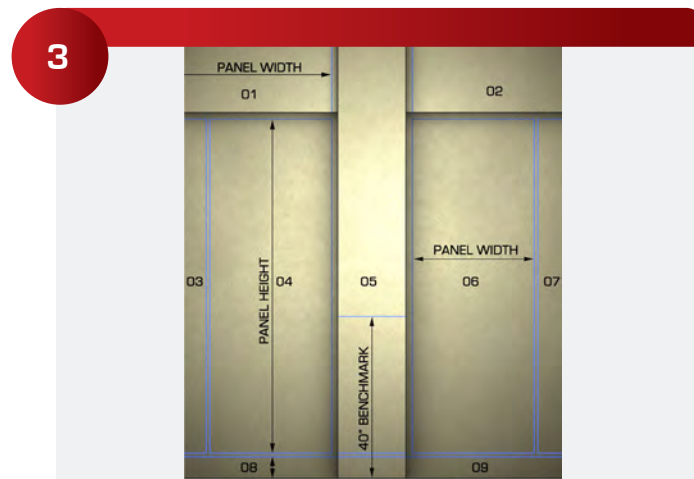 3
PANEL WIDTH
01
02
PANEL WIDTH
03
04
05
06
07
PANEL HEIGHT
40" BENCHMARK
08
09